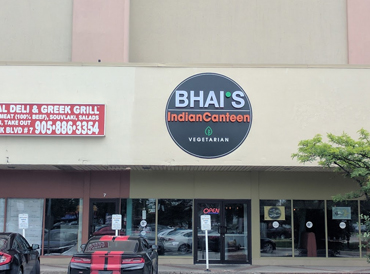 AL DELI & GREEK GRILL
MEAT (100% BEEF), SOUVLAKI, SALADS
TAKE OUT
K BLVD # 7 905•886•3354
BHAI'S
IndianCanteen
VEGETARIAN
OPEN